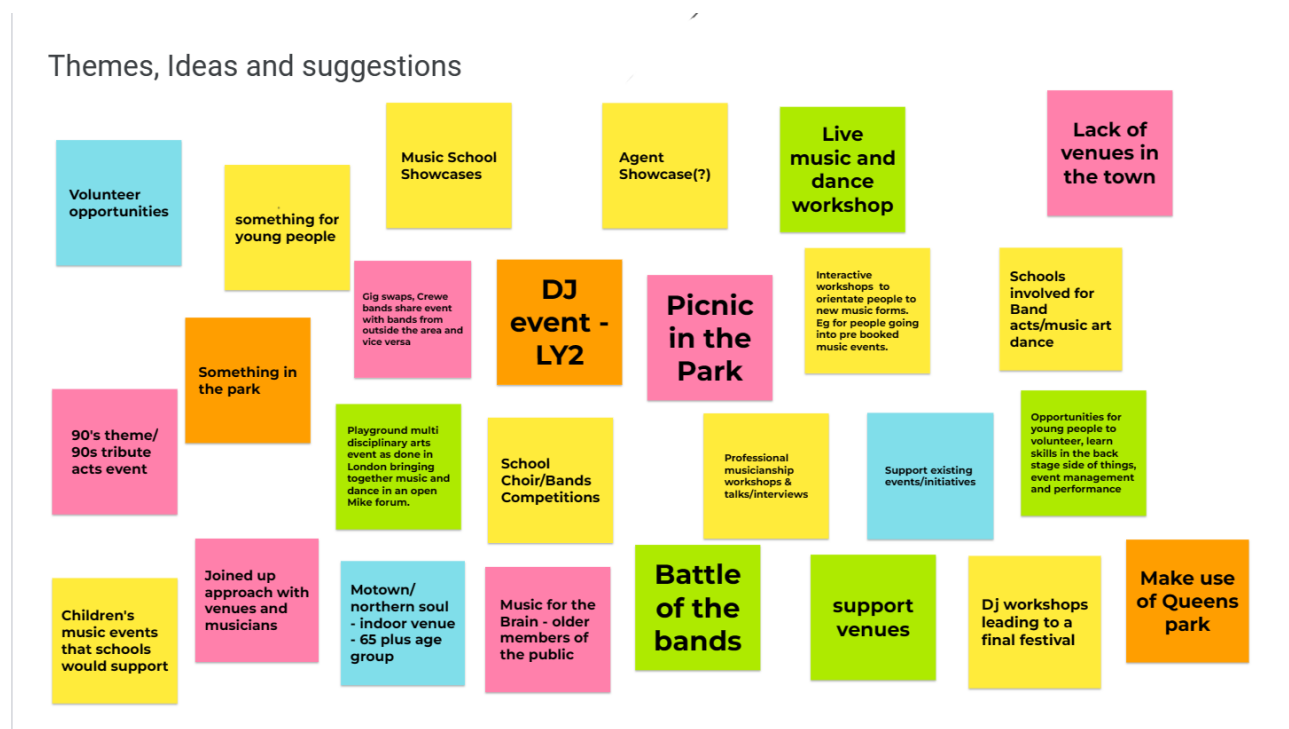 Themes, Ideas and suggestions
Volunteer
opportunities
something for
young people
Music School
Showcases
Agent
Showcase(?)
Live
music and
dance
workshop
Lack of
venues in
the town
Gig swaps, Crewe
bands share event
with bands from
outside the area and
vice versa
DJ
event -
LY2
Picnic
in the
Park
Interactive
workshops to
orientate people to
new music forms.
Eg for people going
into pre booked
music events.
Schools
involved for
Band
acts/music art
dance
Something in
the park
90's theme/
90s tribute
acts event
Playground multi
disciplinary arts
event as done in
London bringing
together music and
dance in an open
Mike forum.
School
Choir/Bands
Competitions
Professional
musicianship
workshops &
talks/interviews
Support existing
events/initiatives
Opportunities for
young people to
volunteer, learn
skills in the back
stage side of things,
event management
and performance
Children's
music events
that schools
would support
Joined up
approach with
venues and
musicians
Motown/
northern soul
- indoor venue
- 65 plus age
group
Music for the
Brain - older
members of
the public
Battle
of the
bands
support
venues
Dj workshops
leading to a
final festival
Make use
of Queens
park